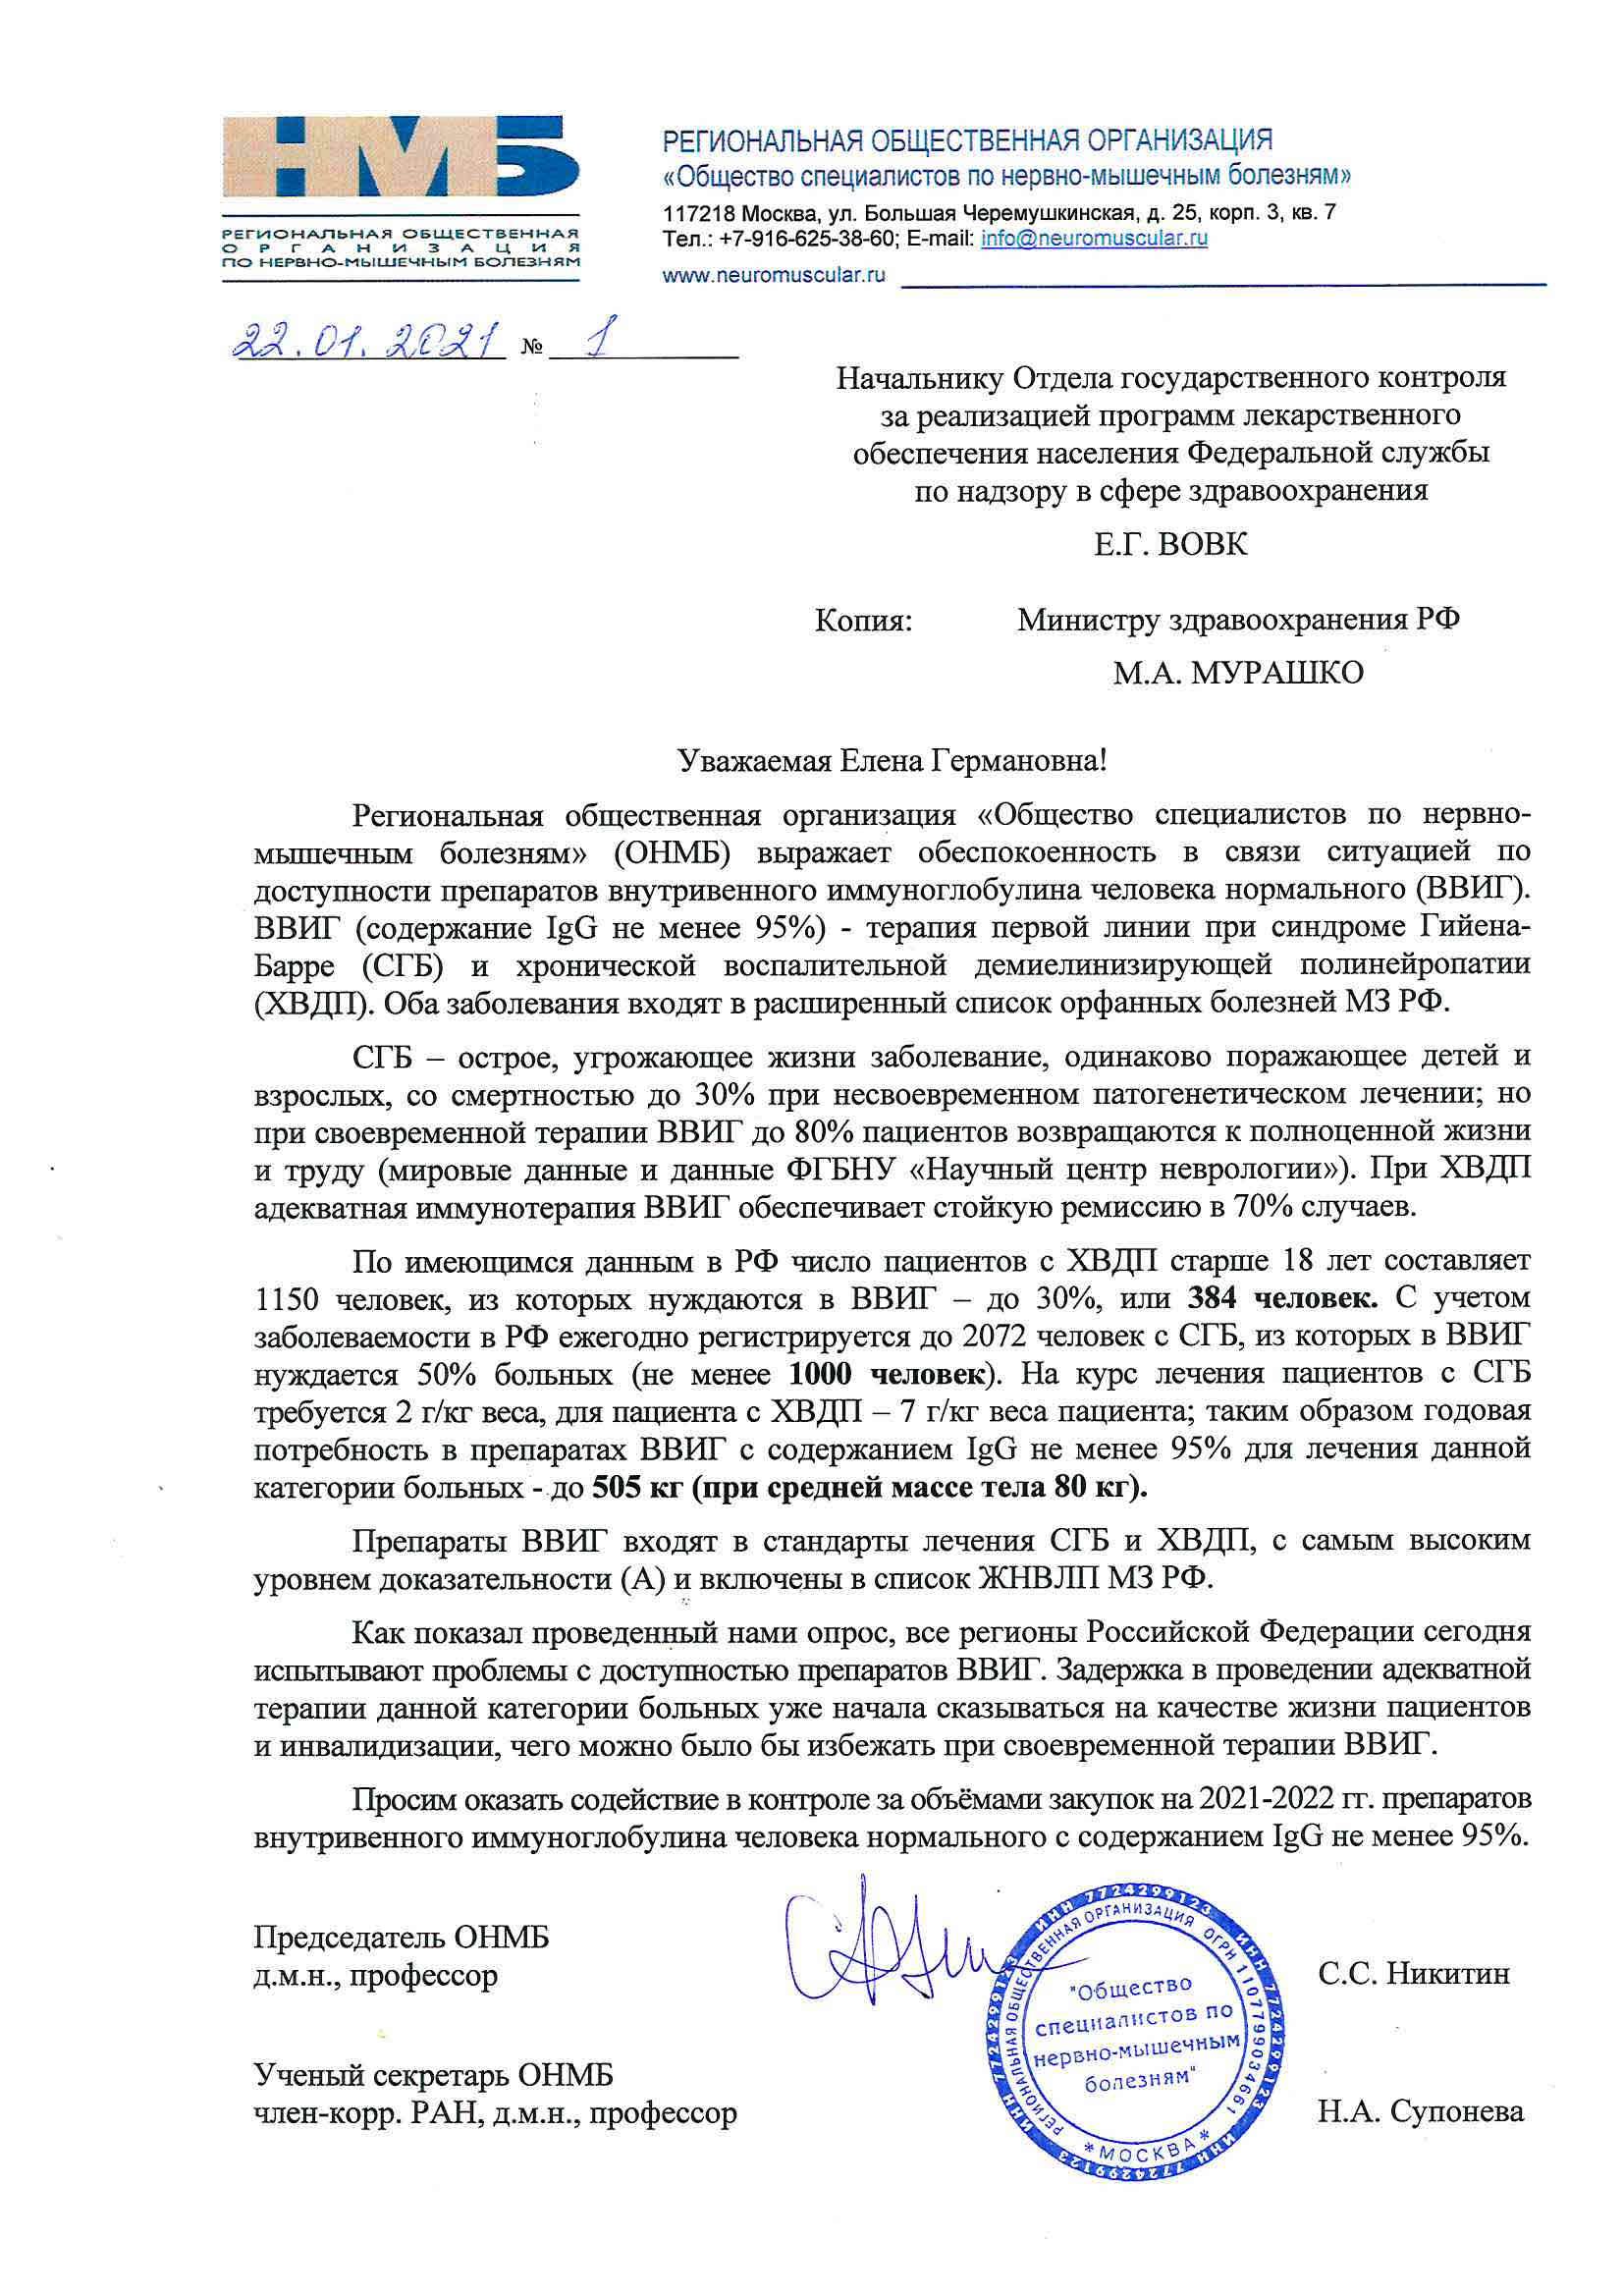 НМБ
РЕГИОНАЛЬНАЯ ОБЩЕСТВЕННАЯ
ОРГАНИЗАЦИЯ
ПО НЕРВНО-МЫШЕЧНЫМ БОЛЕЗНЯМ
РЕГИОНАЛЬНАЯ ОБЩЕСТВЕННАЯ ОРГАНИЗАЦИЯ
«Общество специалистов по нервно-мышечным болезням»
117218 Москва, ул. Большая Черемушкинская, д. 25, корп. 3, кв. 7
Тел.: +7-916-625-38-60; E-mail: info@neuromuscular.ru
www.neuromuscular.ru
22.01.2021 № 1
Начальнику Отдела государственного контроля
за реализацией программ лекарственного
обеспечения населения Федеральной службы
по надзору в сфере здравоохранения
Е.Г. ВОВК
Копия: Министру здравоохранения РФ
М.А. МУРАШКО
Уважаемая Елена Германовна!
Региональная общественная организация «Общество специалистов по нервно-
мышечным болезням» (ОНМБ) выражает обеспокоенность в связи ситуацией по
доступности препаратов внутривенного иммуноглобулина человека нормального (ВВИГ).
ВВИГ (содержание IgG не менее 95%) - терапия первой линии при синдроме Гийена-
Барре (СГБ) и хронической воспалительной демиелинизирующей полинейропатии
(ХВДП). Оба заболевания входят в расширенный список орфанных болезней МЗ РФ.
СГБ – острое, угрожающее жизни заболевание, одинаково поражающее детей и
взрослых, со смертностью до 30% при несвоевременном патогенетическом лечении; но
при своевременной терапии ВВИГ до 80% пациентов возвращаются к полноценной жизни
и труду (мировые данные и данные ФГБНУ «Научный центр неврологии»). При ХВДП
адекватная иммунотерапия ВВИГ обеспечивает стойкую ремиссию в 70% случаев.
По имеющимся данным в РФ число пациентов с ХВДП старше 18 лет составляет
1150 человек, из которых нуждаются в ВВИГ – до 30%, или 384 человек. С учетом
заболеваемости в РФ ежегодно регистрируется до 2072 человек с СГБ, из которых в ВВИГ
нуждается 50% больных (не менее 1000 человек). На курс лечения пациентов с СГБ
требуется 2 г/кг веса, для пациента с ХВДП – 7 г/кг веса пациента; таким образом годовая
потребность в препаратах ВВИГ с содержанием IgG не менее 95% для лечения данной
категории больных - до 505 кг (при средней массе тела 80 кг).
Препараты ВВИГ входят в стандарты лечения СГБ и ХВДП, с самым высоким
уровнем доказательности (А) и включены в список ЖНВЛП МЗ РФ.
Как показал проведенный нами опрос, все регионы Российской Федерации сегодня
испытывают проблемы с доступностью препаратов ВВИГ. Задержка в проведении адекватной
терапии данной категории больных уже начала сказываться на качестве жизни пациентов
и инвалидизации, чего можно было бы избежать при своевременной терапии ВВИГ.
Просим оказать содействие в контроле за объёмами закупок на 2021-2022 гг. препаратов
внутривенного иммуноглобулина человека нормального с содержанием IgG не менее 95%.
Председатель ОНМБ
д.м.н., профессор С.С. Никитин
Ученый секретарь ОНМБ
член-корр. РАН, д.м.н., профессор Н.А. Супонева
ИНН 7724299123 ИНН 7724299123 ИНН 7724299123 ИНН 7724299123
РЕГИОНАЛЬНАЯ ОБЩЕСТВЕННАЯ ОРГАНИЗАЦИЯ ОГРН 1107799034661
*МОСКВА*
"Общество
специалистов по
нервно-мышечным
болезням"